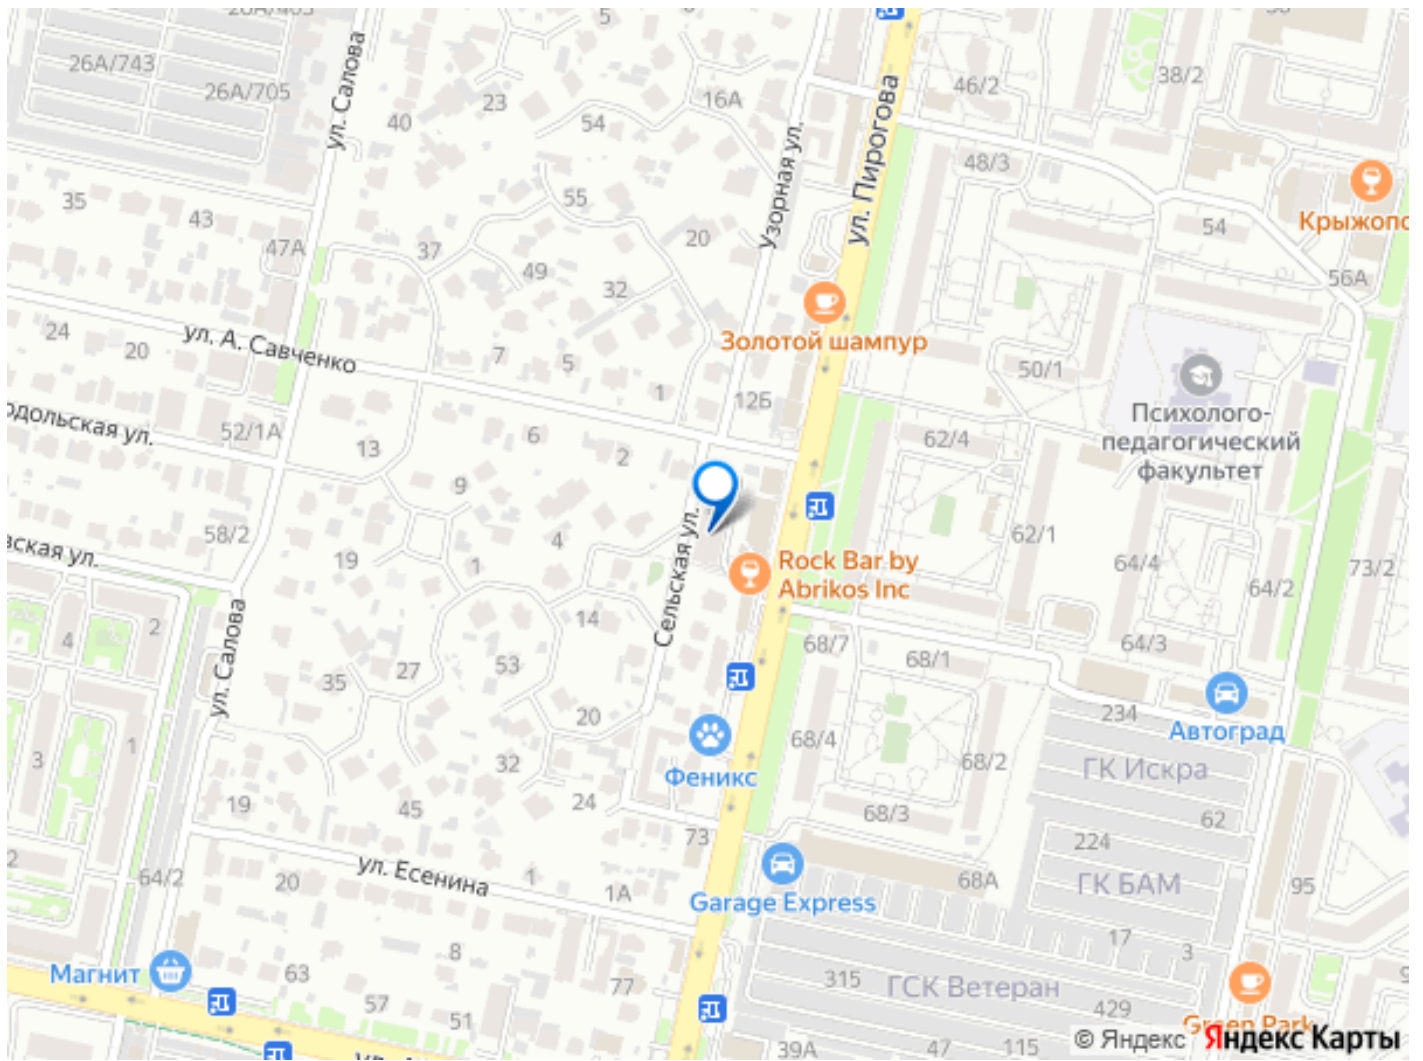 26А/743
26А/705
ул. Салова
40
23
5
54
16А
Узорная ул.
ул. Пирогова
46/2
38/2
48/3
Крыжопо
54
56А
35
43
47А
37
55
49
32
20
Золотой шампур
24
20
ул. А. Савченко
7
5
1
12Б
50/1
Психолого-
педагогический
факультет
одольская ул.
52/1А
13
6
2
9
62/4
62/1
64/4
64/2
73/2
вская ул.
58/2
19
1
4
Сельская ул.
Rock Bar by
Abrikos Inc
4
2
ул. Салова
14
53
27
35
68/7
68/1
64/3
234
Автоград
3
1
20
32
Феникс
68/4
68/2
ГК Искра
19
45
24
68/3
62
73
224
2
64/2
20
ул. Есенина
1
1А
Garage Express
68А
ГК БАМ
95
Магнит
63
8
57
51
77
17
3
315
ГСК Ветеран
429
Green Park
39А
47
115
© Яндекс Яндекс Карты